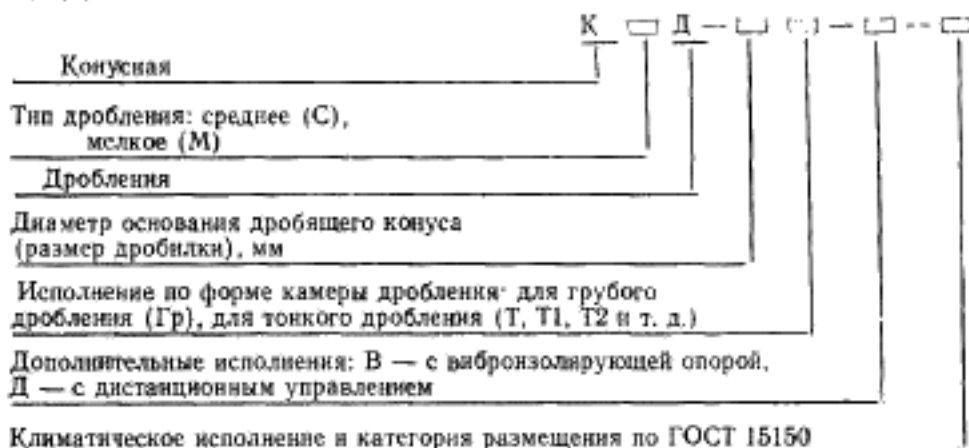 К Д — — --
Конусная
Тип дробления: среднее (С),
мелкое (М)
Дробления
Диаметр основания дробящего конуса
(размер дробилки), мм
Исполнение по форме камеры дробления· для грубого
дробления (Гр), для тонкого дробления (Т, Т1, Т2 и т. д.)
Дополнительные исполнения: В — с виброизолирующей опорой,
Д — с дистанционным управлением
Климатическое исполнение и категория размещения по ГОСТ 15150